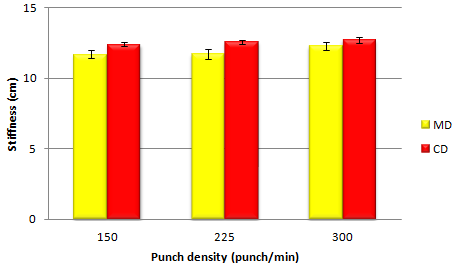 15
10
5
0
Stiffness (cm)
150 225 300
Punch density (punch/min)
MD
CD